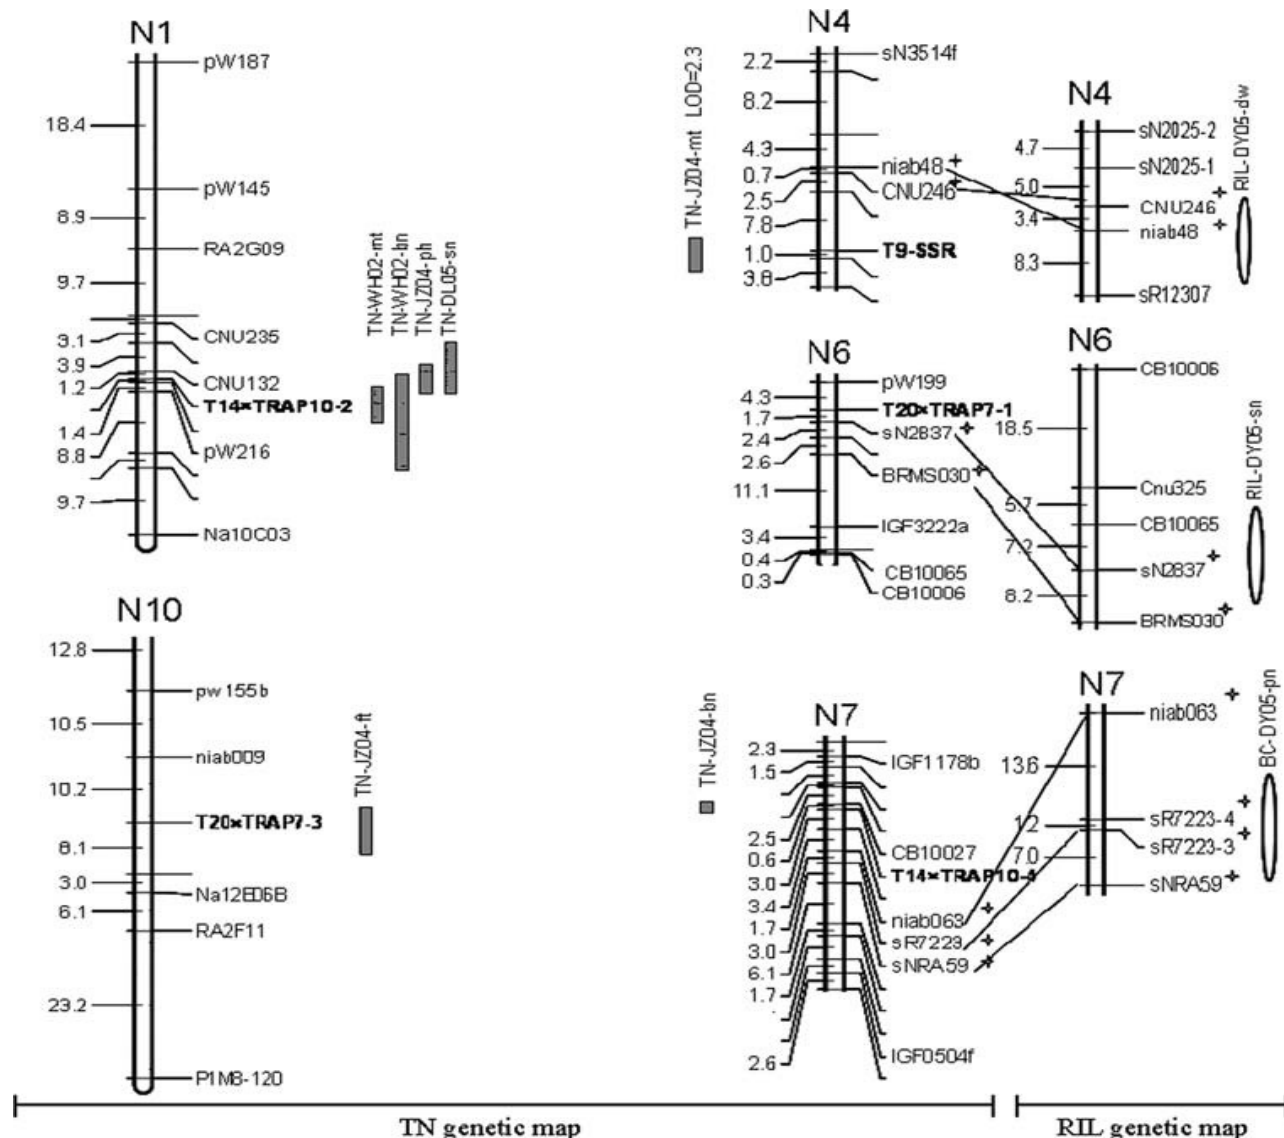 N1
pW187
18.4
pW145
8.9
RA2G09
9.7
CNU235
3.1
3.9
CNU132
1.2
T14×TRAP10-2
1.4
pW216
8.8
9.7
Na10C03
TN-WH02-mt
TN-WH02-bn
TN-JZ04-ph
TN-DL05-sn
N10
12.8
pw155b
10.5
niab009
10.2
T20×TRAP7-3
6.1
3.0
Na12E06B
6.1
RA2F11
23.2
P1M8-120
TN-JZ04-ft
TN-JZ04-mt LOD=2.3
N4
sN3514f
2.2
8.2
4.3
niab48
0.7
CNU246
2.5
7.8
T9-SSR
1.0
3.8
N4
sN2025-2
4.7
sN2025-1
5.0
CNU246
3.4
niab48
8.3
sR12307
RIL-DY05-dw
N6
pW199
4.3
T20×TRAP7-1
1.7
sN2837
2.4
2.6
BRMS030
11.1
IGF3222a
3.4
0.4
CB10065
0.3
CB10006
N6
CB10006
18.5
Cnu325
5.7
CB10065
7.2
sN2837
8.2
BRMS030
RIL-DY05-sn
TN-JZ04-bn
N7
2.3
IGF1178b
1.5
2.5
CB10027
0.6
T14×TRAP10-4
3.0
3.4
niab063
1.7
sR7223
3.0
sNRA59
6.1
1.7
2.6
IGF0504f
N7
niab063
13.6
sR7223-4
1.2
sR7223-3
7.0
sNRA59
BC-DY05-pn
TN genetic map
RIL genetic map